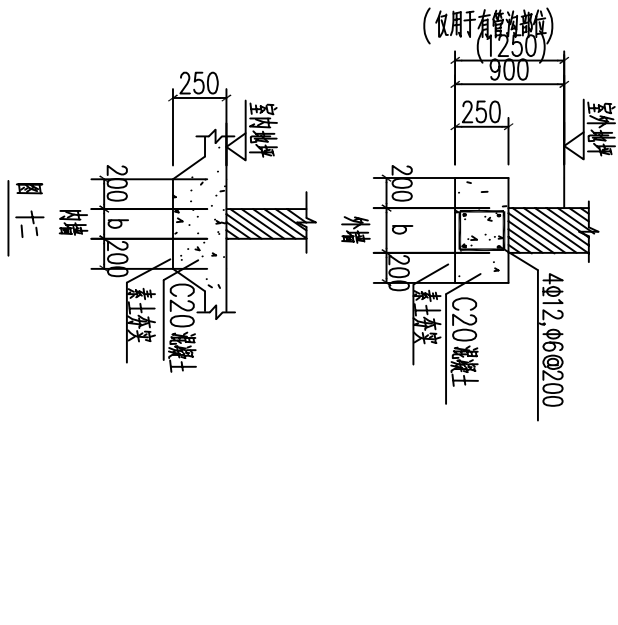 (仅用于有管沟部位)
(1250)
900
250
室外地坪
200
b
200
外墙
素土夯实
C20混凝土
4Φ12,Φ6@200
250
室内地坪
200
b
200
内墙
素土夯实
C20混凝土
图十二